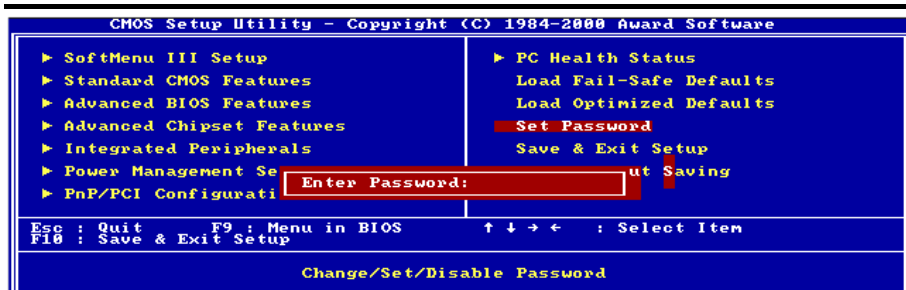 CMOS Setup Utility - Copyright (C) 1984-2000 Award Software
► SoftMenu III Setup
► Standard CMOS Features
► Advanced BIOS Features
► Advanced Chipset Features
► Integrated Peripherals
► Power Management Se
► PnP/PCI Configurati
► PC Health Status
Load Fail-Safe Defaults
Load Optimized Defaults
Set Password
Save & Exit Setup
ut Saving
Enter Password:
Esc : Quit F9 : Menu in BIOS ↑ ↓ → ← : Select Item
F10 : Save & Exit Setup
Change/Set/Disable Password